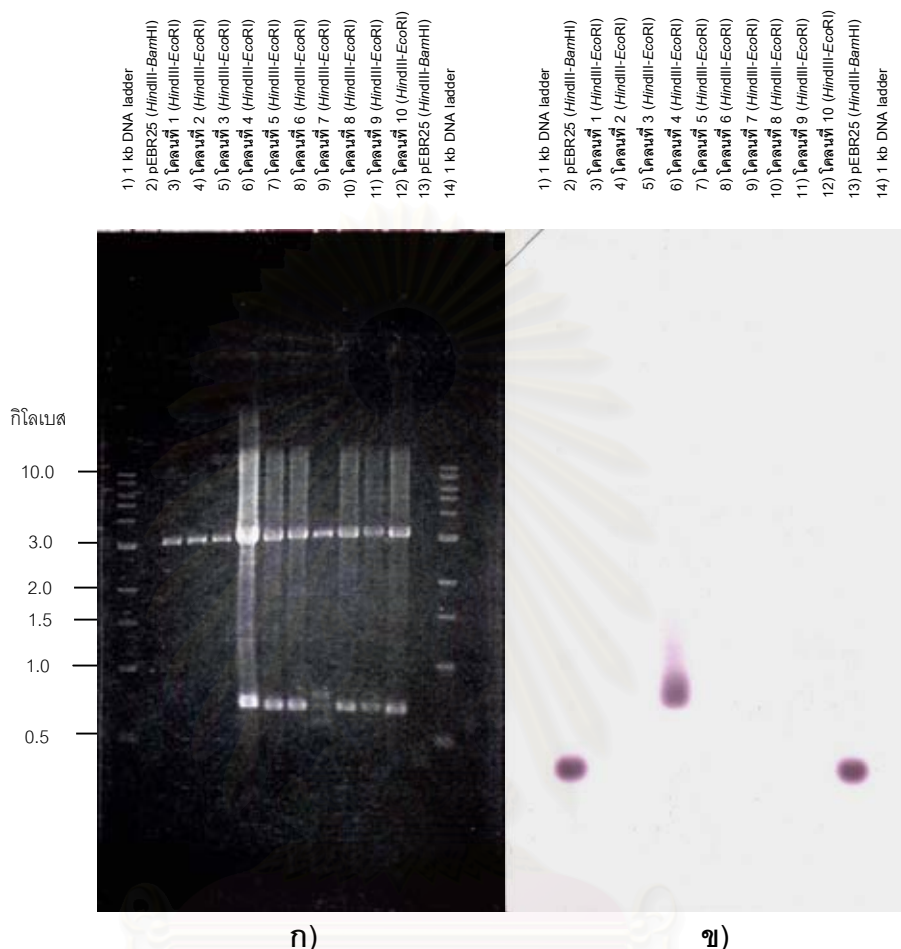 1) 1 kb DNA ladder
2) pEBR25 (HindIII-BamHI)
3) โคลนที่ 1 (HindIII-EcoRI)
4) โคลนที่ 2 (HindIII-EcoRI)
5) โคลนที่ 3 (HindIII-EcoRI)
6) โคลนที่ 4 (HindIII-EcoRI)
7) โคลนที่ 5 (HindIII-EcoRI)
8) โคลนที่ 6 (HindIII-EcoRI)
9) โคลนที่ 7 (HindIII-EcoRI)
10) โคลนที่ 8 (HindIII-EcoRI)
11) โคลนที่ 9 (HindIII-EcoRI)
12) โคลนที่ 10 (HindIII-EcoRI)
13) pEBR25 (HindIII-BamHI)
14) 1 kb DNA ladder
1) 1 kb DNA ladder
2) pEBR25 (HindIII-BamHI)
3) โคลนที่ 1 (HindIII-EcoRI)
4) โคลนที่ 2 (HindIII-EcoRI)
5) โคลนที่ 3 (HindIII-EcoRI)
6) โคลนที่ 4 (HindIII-EcoRI)
7) โคลนที่ 5 (HindIII-EcoRI)
8) โคลนที่ 6 (HindIII-EcoRI)
9) โคลนที่ 7 (HindIII-EcoRI)
10) โคลนที่ 8 (HindIII-EcoRI)
11) โคลนที่ 9 (HindIII-EcoRI)
12) โคลนที่ 10 (HindIII-EcoRI)
13) pEBR25 (HindIII-BamHI)
14) 1 kb DNA ladder
กิโลเบส
10.0
3.0
2.0
1.5
1.0
0.5
ก)
ข)